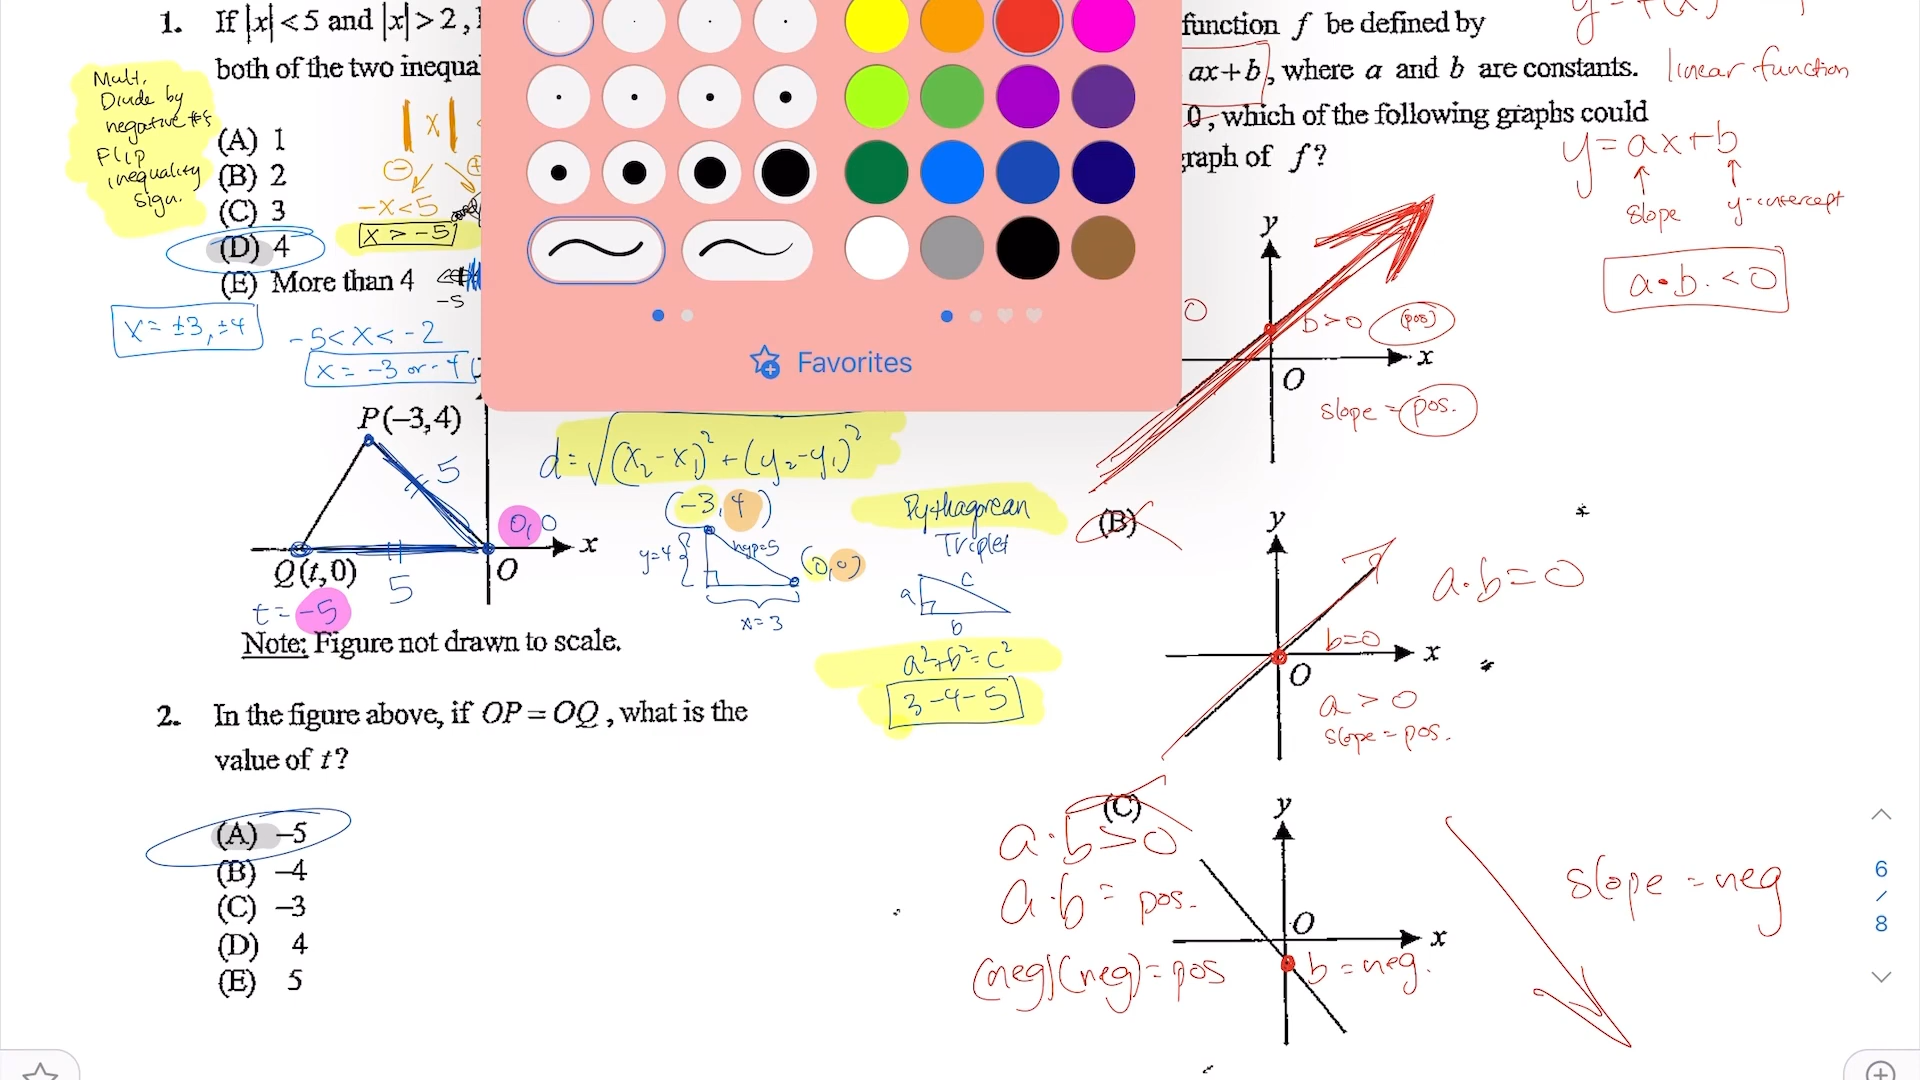 1. If |x| < 5 and |x| > 2,
both of the two inequa
Mult.
Divide by
negative #s
Flip
inequality
sign.
(A) 1
(B) 2
(C) 3
(D) 4
(E) More than 4
|x|
-x<5
x > -5
-5
x = ±3, ±4
-5 < x < -2
x = -3 or -4
Favorites
P(–3,4)
5
0,0
x
Q(t,0)
O
5
t = -5
Note: Figure not drawn to scale.
d = √(x₂-x₁)² + (y₂-y₁)²
(-3, 4)
y=4
hyp=5
(0,0)
x=3
Pythagorean
Triplet
a
c
b
a²+b²=c²
3-4-5
2. In the figure above, if OP = OQ, what is the
value of t?
(A) –5
(B) –4
(C) –3
(D) 4
(E) 5
function f be defined by
ax+b, where a and b are constants.
0, which of the following graphs could
graph of f?
linear function
y=ax+b
slope
y-intercept
a·b. < 0
y
0
b>0
(pos)
x
O
slope = pos.
(B)
y
a·b=0
b=0
x
O
a > 0
slope = pos.
(C)
y
a·b>0
a·b = pos.
(neg)(neg)=pos
O
x
b = neg.
slope = neg
6
/
8